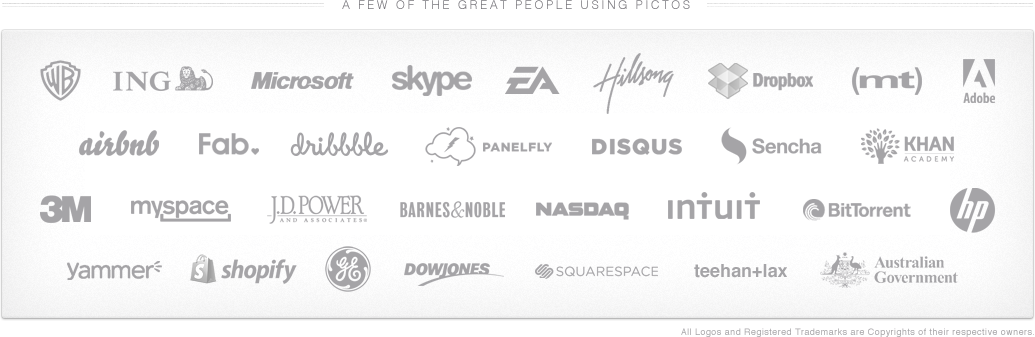 A FEW OF THE GREAT PEOPLE USING PICTOS
WB ING Microsoft skype EA Hillsong Dropbox (mt) Adobe
airbnb Fab. dribbble PANELFLY DISQUS Sencha KHAN ACADEMY
3M myspace J.D. POWER AND ASSOCIATES® BARNES&NOBLE NASDAQ INTUIT BitTorrent hp
yammer shopify GE DOWJONES SQUARESPACE teehan+lax Australian Government
All Logos and Registered Trademarks are Copyrights of their respective owners.